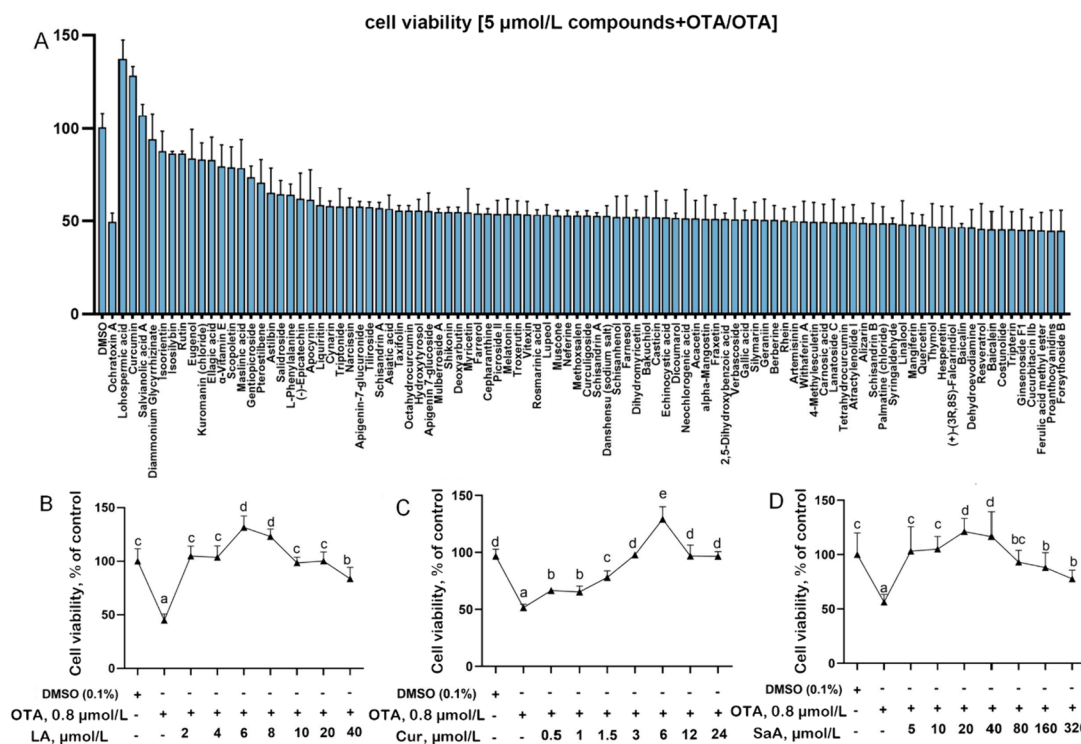 cell viability [5 μmol/L compounds+OTA/OTA]
A
150
100
50
0
DMSO
Ochratoxin A
Lohospermic acid
Curcumin
Salvianolic acid A
Diammonium Glycyrrhizinate
Isoorientin
Isosilybin
Rutin
Eugenol
Kuromanin (chloride)
Ellagic acid
α-Vitamin E
Scopoletin
Maslinic acid
Gentiopicroside
Pterostilbene
Astilbin
Salidroside
L-Phenylalanine
(-)-Epicatechin
Apocynin
Lquiritin
Cynarin
Tripfoside
Narcissin
Apigenin-7-glucuronide
Tiliroside
Schisanrin A
Asiatic acid
Taxifolin
Octahydrocurcumin
Hydroxytyrosol
Apigenin 7-glucoside
Mulberroside A
Shikonin
Deoxyarbutin
Myricetin
Farrerol
Cepharanthine
Picroside II
Melatonin
Troxerutin
Vitexin
Rosmarinic acid
Lupeol
Muscone
Neferine
Methoxsalen
Curculigoside
Schisandrin A
Danshensu (sodium salt)
Schisanhenol
Farnesol
Dihydromyricetin
Bakuchiol
Casticin
Echinocystic acid
Dicoumarol
Neochlorogenic acid
Acacetin
alpha-Mangostin
Fraxetin
2,5-Dihydroxybenzoic acid
Verbascoside
Gallic acid
Silymarin
Geraniin
Berberine
Rhein
Artemisinin
Withaferin A
4-Methylesculetin
Carnosic acid
Lanatoside C
Tetrahydrocurcumin
Atractylenolide I
Alizarin
Schisandrin B
Palmatine (chloride)
Syringaldehyde
Linalool
Mangiferin
Quercetin
Thymol
Hesperetin
(+)-(3R,8S)-Falcarindiol
Baicalin
Dehydroevodiamine
Resveratrol
Baicalein
Costunolide
Tricetin
Ginsenoside F1
Cucurbitacin IIb
Ferulic acid methyl ester
Proanthocyanidins
Forsythoside B
B
Cell viability, % of control
150
100
50
0
c a c c d d c c b
DMSO (0.1%) + - - - - - - - -
OTA, 0.8 μmol/L - + + + + + + + +
LA, μmol/L - - 2 4 6 8 10 20 40
C
Cell viability, % of control
150
100
50
0
d a b b c d e d d
DMSO (0.1%) + - - - - - - - -
OTA, 0.8 μmol/L - + + + + + + + +
Cur, μmol/L - - 0.5 1 1.5 3 6 12 24
D
Cell viability, % of control
150
100
50
0
c a c c d d bc c b
DMSO (0.1%) + - - - - - - - -
OTA, 0.8 μmol/L - + + + + + + + +
SaA, μmol/L - - 5 10 20 40 80 160 320